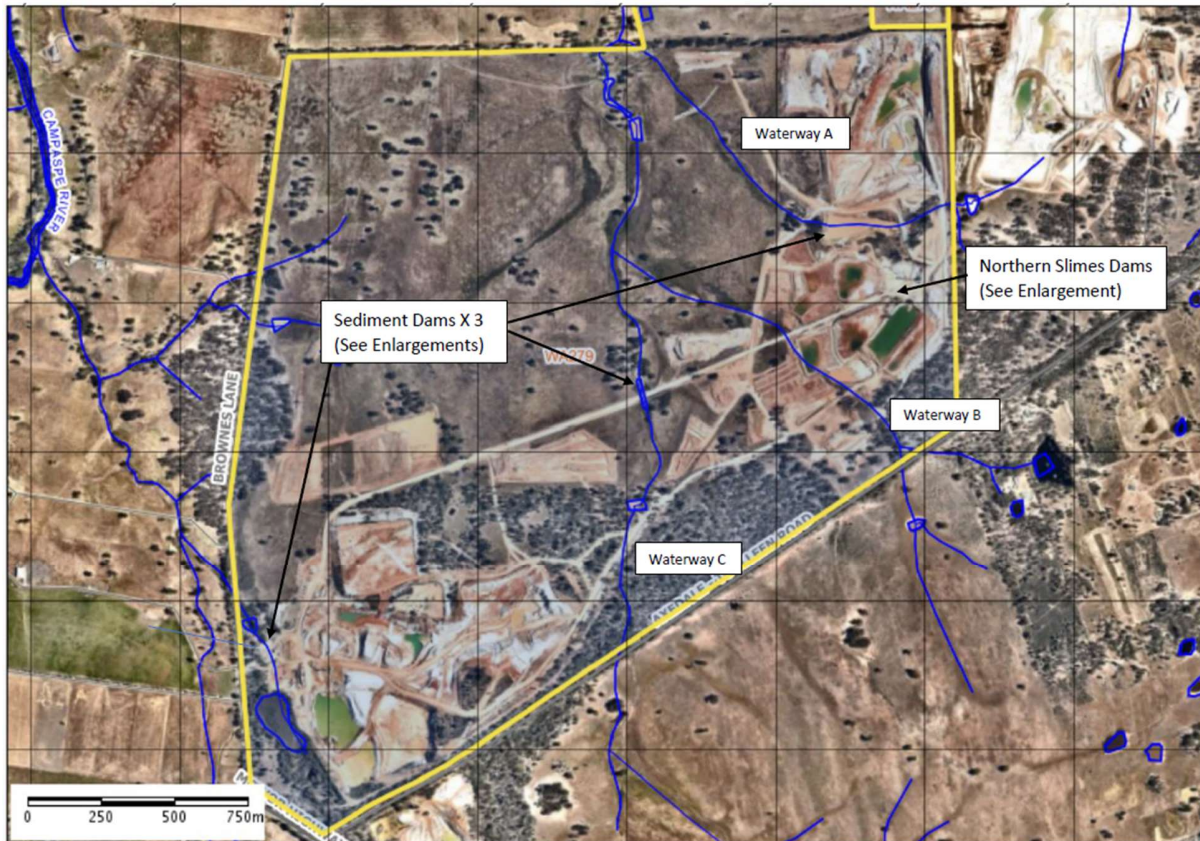 Waterway A
CAMPASPE RIVER
Northern Slimes Dams
(See Enlargement)
Sediment Dams X 3
(See Enlargements)
WA279
BROWNES LANE
Waterway B
Waterway C
ROAD
0 250 500 750m